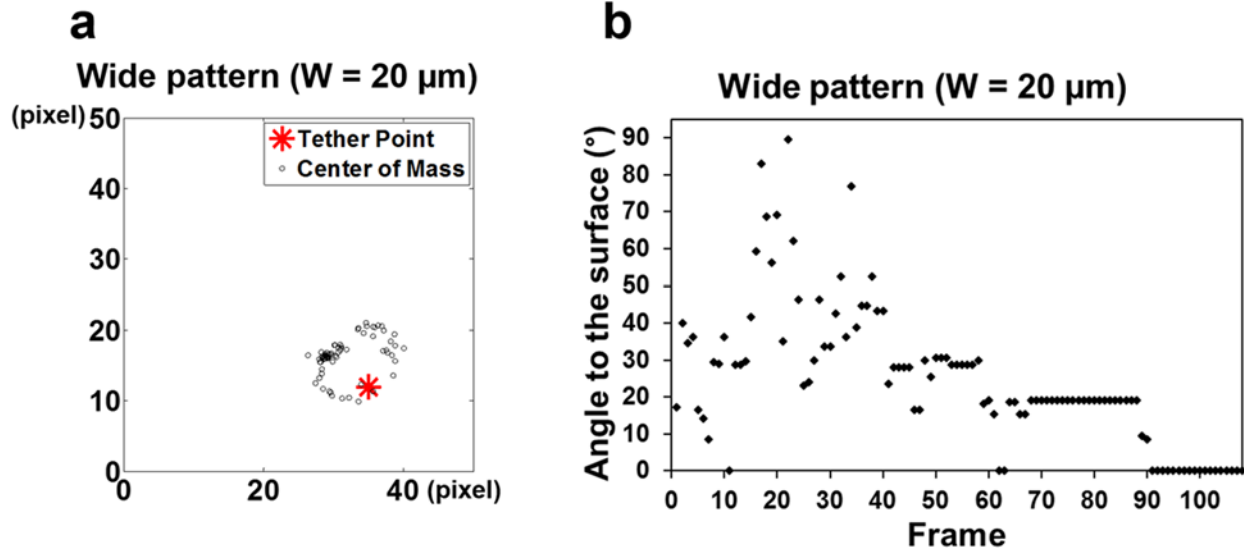 a
Wide pattern (W = 20 µm)
(pixel)
50
40
30
20
10
0
0
20
40 (pixel)
Tether Point
Center of Mass
b
Wide pattern (W = 20 µm)
Angle to the surface (°)
90
80
70
60
50
40
30
20
10
0
0 10 20 30 40 50 60 70 80 90 100
Frame